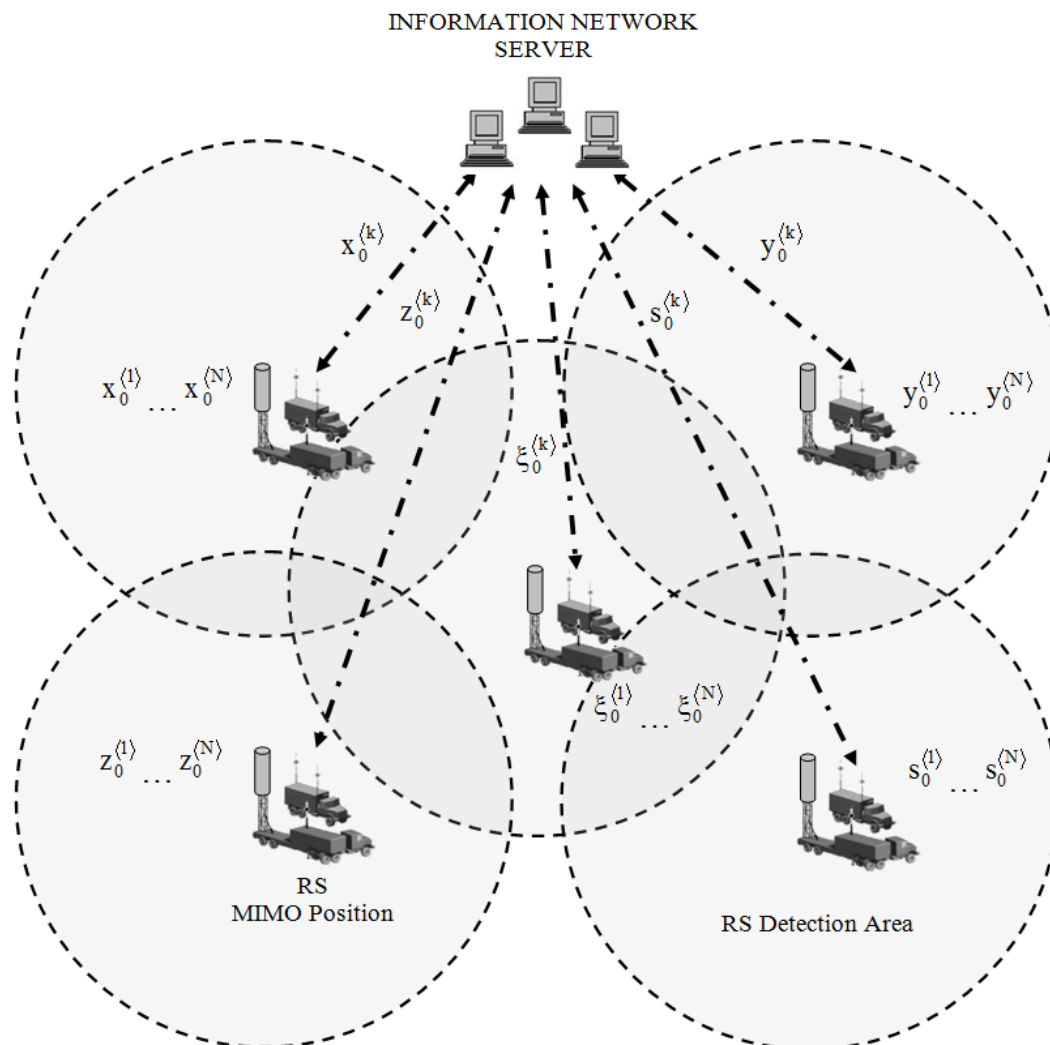 INFORMATION NETWORK
SERVER
x₀⟨k⟩
y₀⟨k⟩
z₀⟨k⟩
s₀⟨k⟩
x₀⟨1⟩ ... x₀⟨N⟩
y₀⟨1⟩ ... y₀⟨N⟩
ξ₀⟨k⟩
ξ₀⟨1⟩ ... ξ₀⟨N⟩
z₀⟨1⟩ ... z₀⟨N⟩
s₀⟨1⟩ ... s₀⟨N⟩
RS
MIMO Position
RS Detection Area